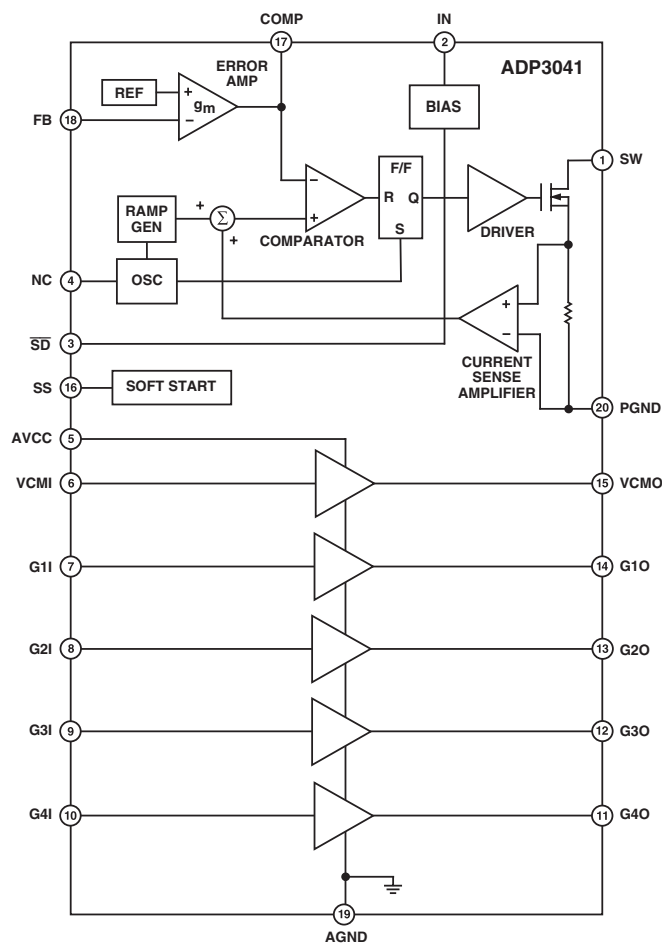 COMP
IN
17
2
ERROR
AMP
ADP3041
REF
+
gm
−
BIAS
FB
18
F/F
1
SW
−
R
Q
+
RAMP
GEN
+
Σ
+
COMPARATOR
S
DRIVER
NC
4
OSC
+
−
SD
3
CURRENT
SENSE
AMPLIFIER
SS
16
SOFT START
20
PGND
AVCC
5
VCMI
6
15
VCMO
G1I
7
14
G1O
G2I
8
13
G2O
G3I
9
12
G3O
G4I
10
11
G4O
19
AGND